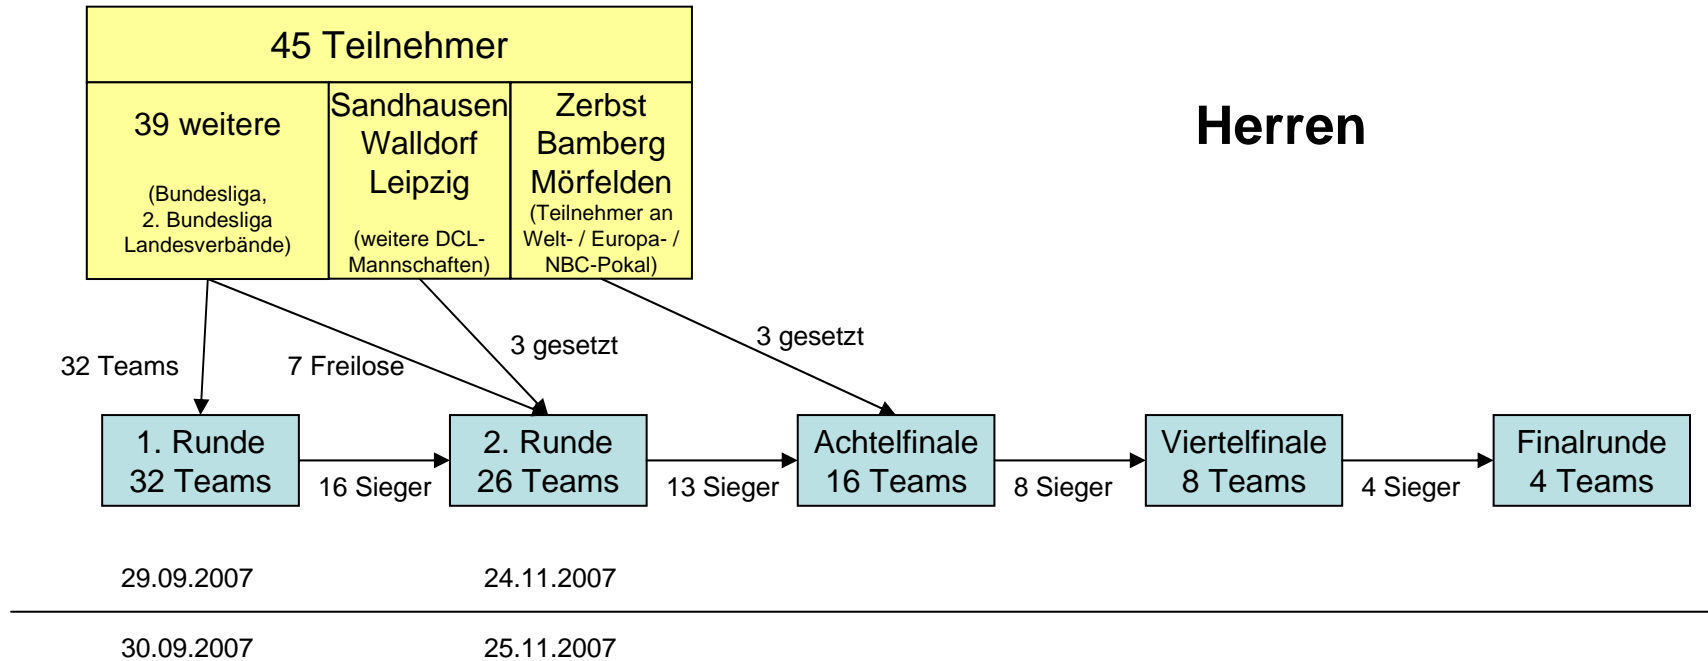 45 Teilnehmer
39 weitere
(Bundesliga,
2. Bundesliga
Landesverbände)
Sandhausen
Walldorf
Leipzig
(weitere DCL-
Mannschaften)
Zerbst
Bamberg
Mörfelden
(Teilnehmer an
Welt- / Europa- /
NBC-Pokal)
Herren
32 Teams
7 Freilose
3 gesetzt
3 gesetzt
1. Runde
32 Teams
16 Sieger
2. Runde
26 Teams
13 Sieger
Achtelfinale
16 Teams
8 Sieger
Viertelfinale
8 Teams
4 Sieger
Finalrunde
4 Teams
29.09.2007
24.11.2007
30.09.2007
25.11.2007